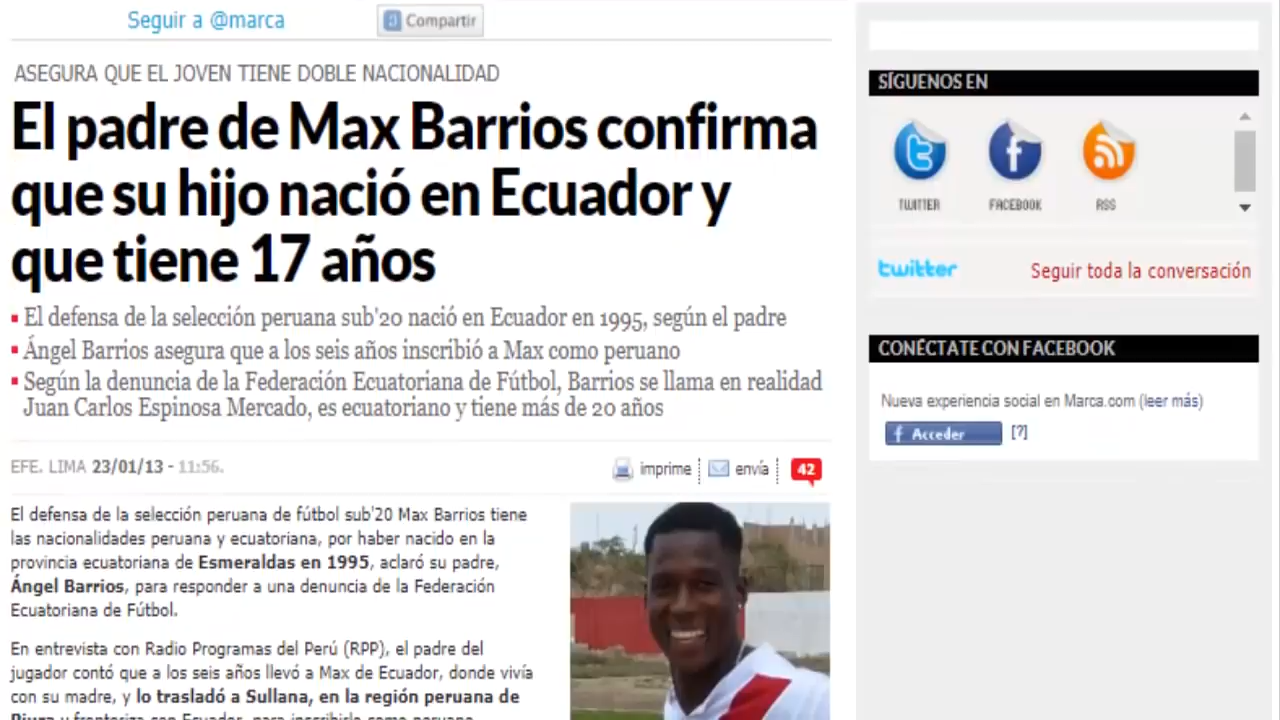 Seguir a @marca
Compartir
ASEGURA QUE EL JOVEN TIENE DOBLE NACIONALIDAD
El padre de Max Barrios confirma
que su hijo nació en Ecuador y
que tiene 17 años
El defensa de la selección peruana sub'20 nació en Ecuador en 1995, según el padre
Ángel Barrios asegura que a los seis años inscribió a Max como peruano
Según la denuncia de la Federación Ecuatoriana de Fútbol, Barrios se llama en realidad
Juan Carlos Espinosa Mercado, es ecuatoriano y tiene más de 20 años
EFE. LIMA 23/01/13 - 11:56.
imprime
envía
42
El defensa de la selección peruana de fútbol sub'20 Max Barrios tiene
las nacionalidades peruana y ecuatoriana, por haber nacido en la
provincia ecuatoriana de Esmeraldas en 1995, aclaró su padre,
Ángel Barrios, para responder a una denuncia de la Federación
Ecuatoriana de Fútbol.
En entrevista con Radio Programas del Perú (RPP), el padre del
jugador contó que a los seis años llevó a Max de Ecuador, donde vivía
con su madre, y lo trasladó a Sullana, en la región peruana de
Piura y fronteriza con Ecuador, para inscribirlo como peruano.
SÍGUENOS EN
TWITTER
FACEBOOK
RSS
twitter
Seguir toda la conversación
CONÉCTATE CON FACEBOOK
Nueva experiencia social en Marca.com (leer más)
f Acceder
[?]